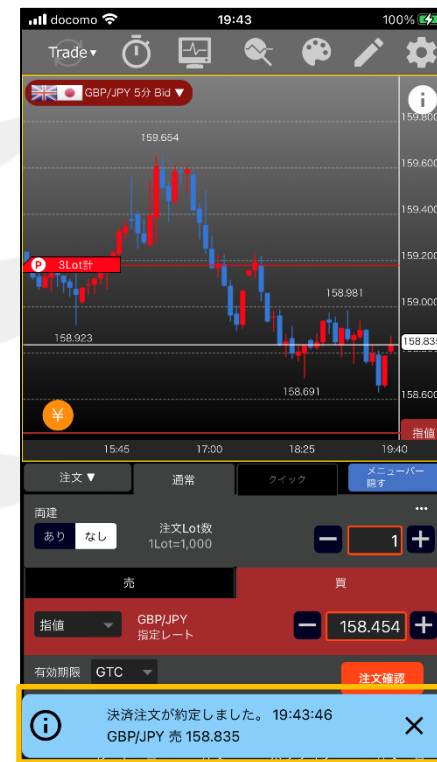 docomo 19:43 100%
Trade▼
GBP/JPY 5分 Bid ▼
i
159.800
159.654
159.600
159.400
P 3Lot計
159.200
158.981
159.000
158.923
158.835
158.691
158.600
¥
指値
15:45 17:00 18:25 19:40
注文▼ 通常 クイック メニューバー
隠す
両建
あり なし 注文Lot数
1Lot=1,000
1
売 買
指値 GBP/JPY
指定レート
158.454
有効期限 GTC 注文確認
決済注文が約定しました。 19:43:46
GBP/JPY 売 158.835